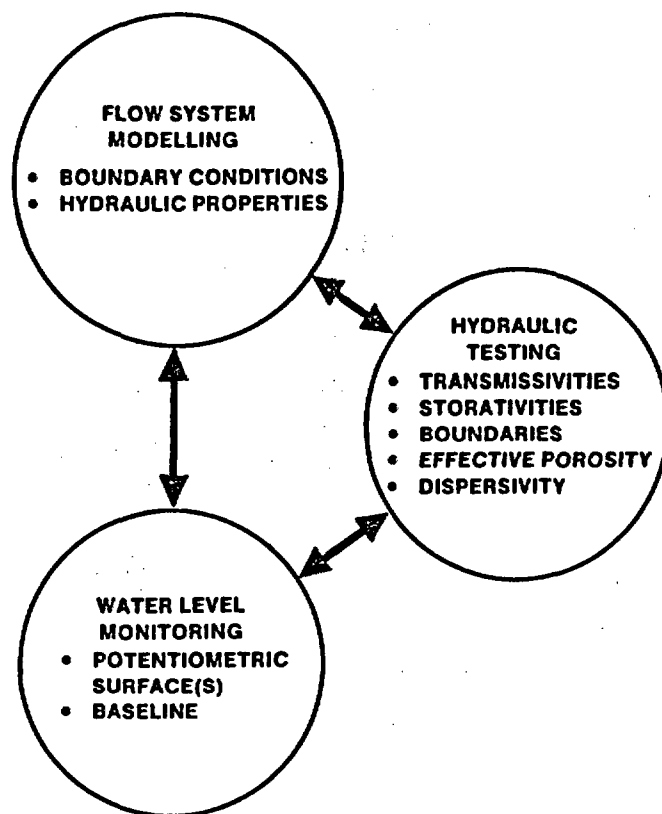 FLOW SYSTEM
MODELLING
• BOUNDARY CONDITIONS
• HYDRAULIC PROPERTIES
HYDRAULIC
TESTING
• TRANSMISSIVITIES
• STORATIVITIES
• BOUNDARIES
• EFFECTIVE POROSITY
• DISPERSIVITY
WATER LEVEL
MONITORING
• POTENTIOMETRIC
SURFACE(S)
• BASELINE